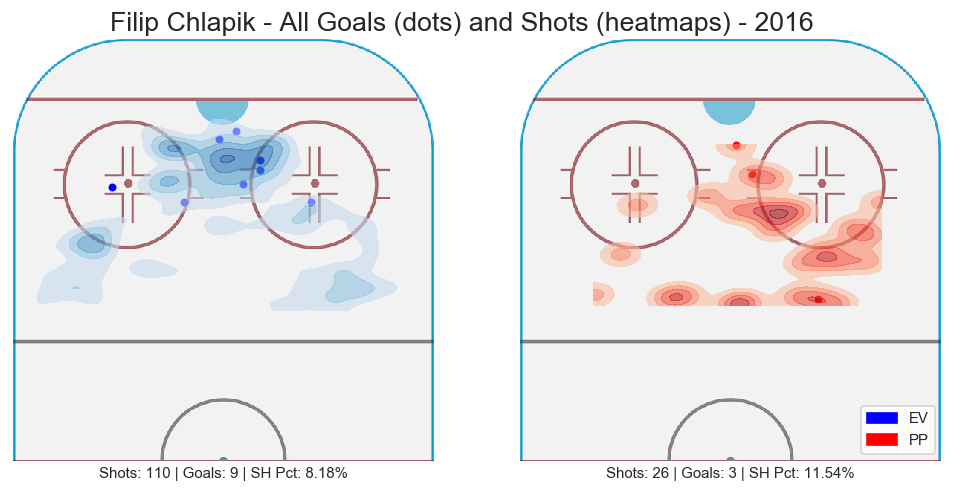 Filip Chlapik - All Goals (dots) and Shots (heatmaps) - 2016
EV
PP
Shots: 110 | Goals: 9 | SH Pct: 8.18%
Shots: 26 | Goals: 3 | SH Pct: 11.54%